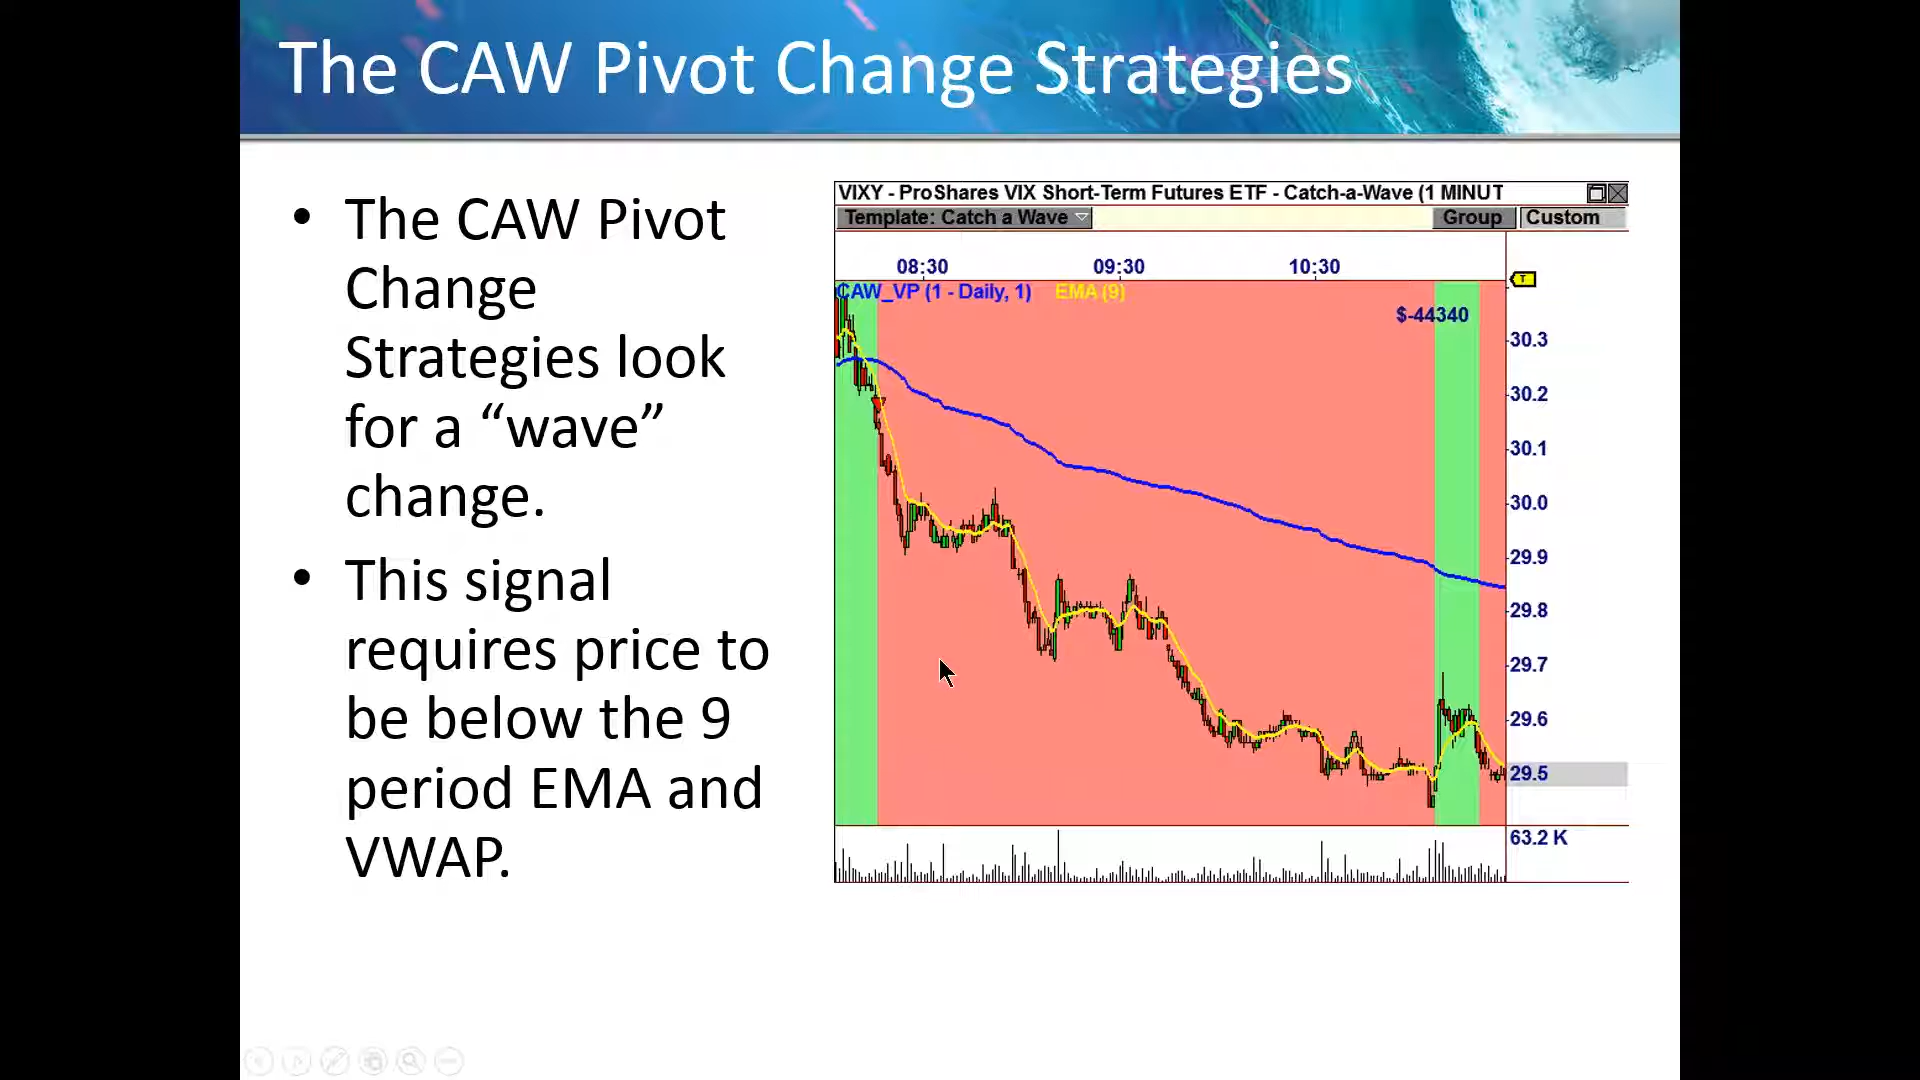 The CAW Pivot Change Strategies
• The CAW Pivot
Change
Strategies look
for a “wave”
change.
• This signal
requires price to
be below the 9
period EMA and
VWAP.
VIXY - ProShares VIX Short-Term Futures ETF - Catch-a-Wave (1 MINUT
Template: Catch a Wave
Group
Custom
08:30
09:30
10:30
T
CAW_VP (1 - Daily, 1)
EMA (9)
$-44340
30.3
30.2
30.1
30.0
29.9
29.8
29.7
29.6
29.5
63.2 K